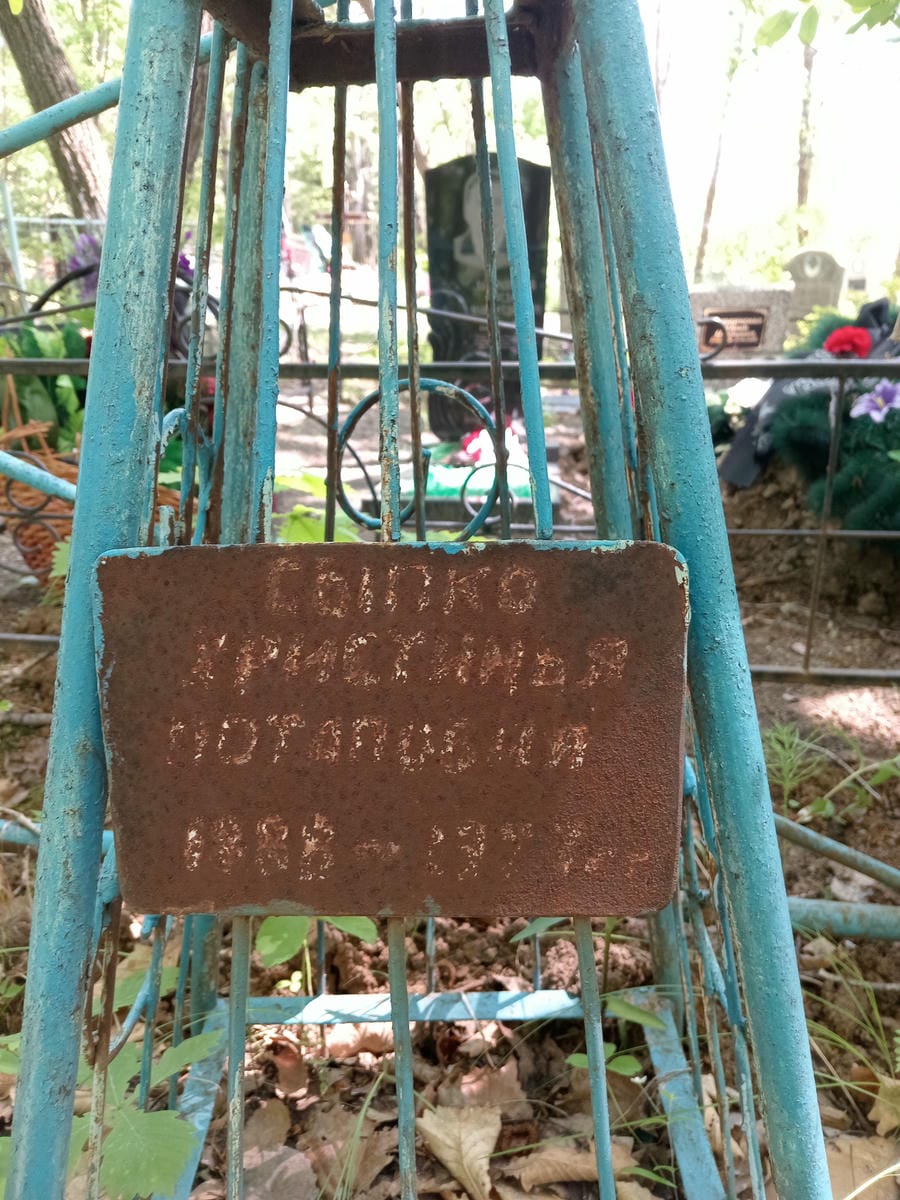 СЫПКО
ХРИСТИНЬЯ
ПОТАПОВНА
1888 –